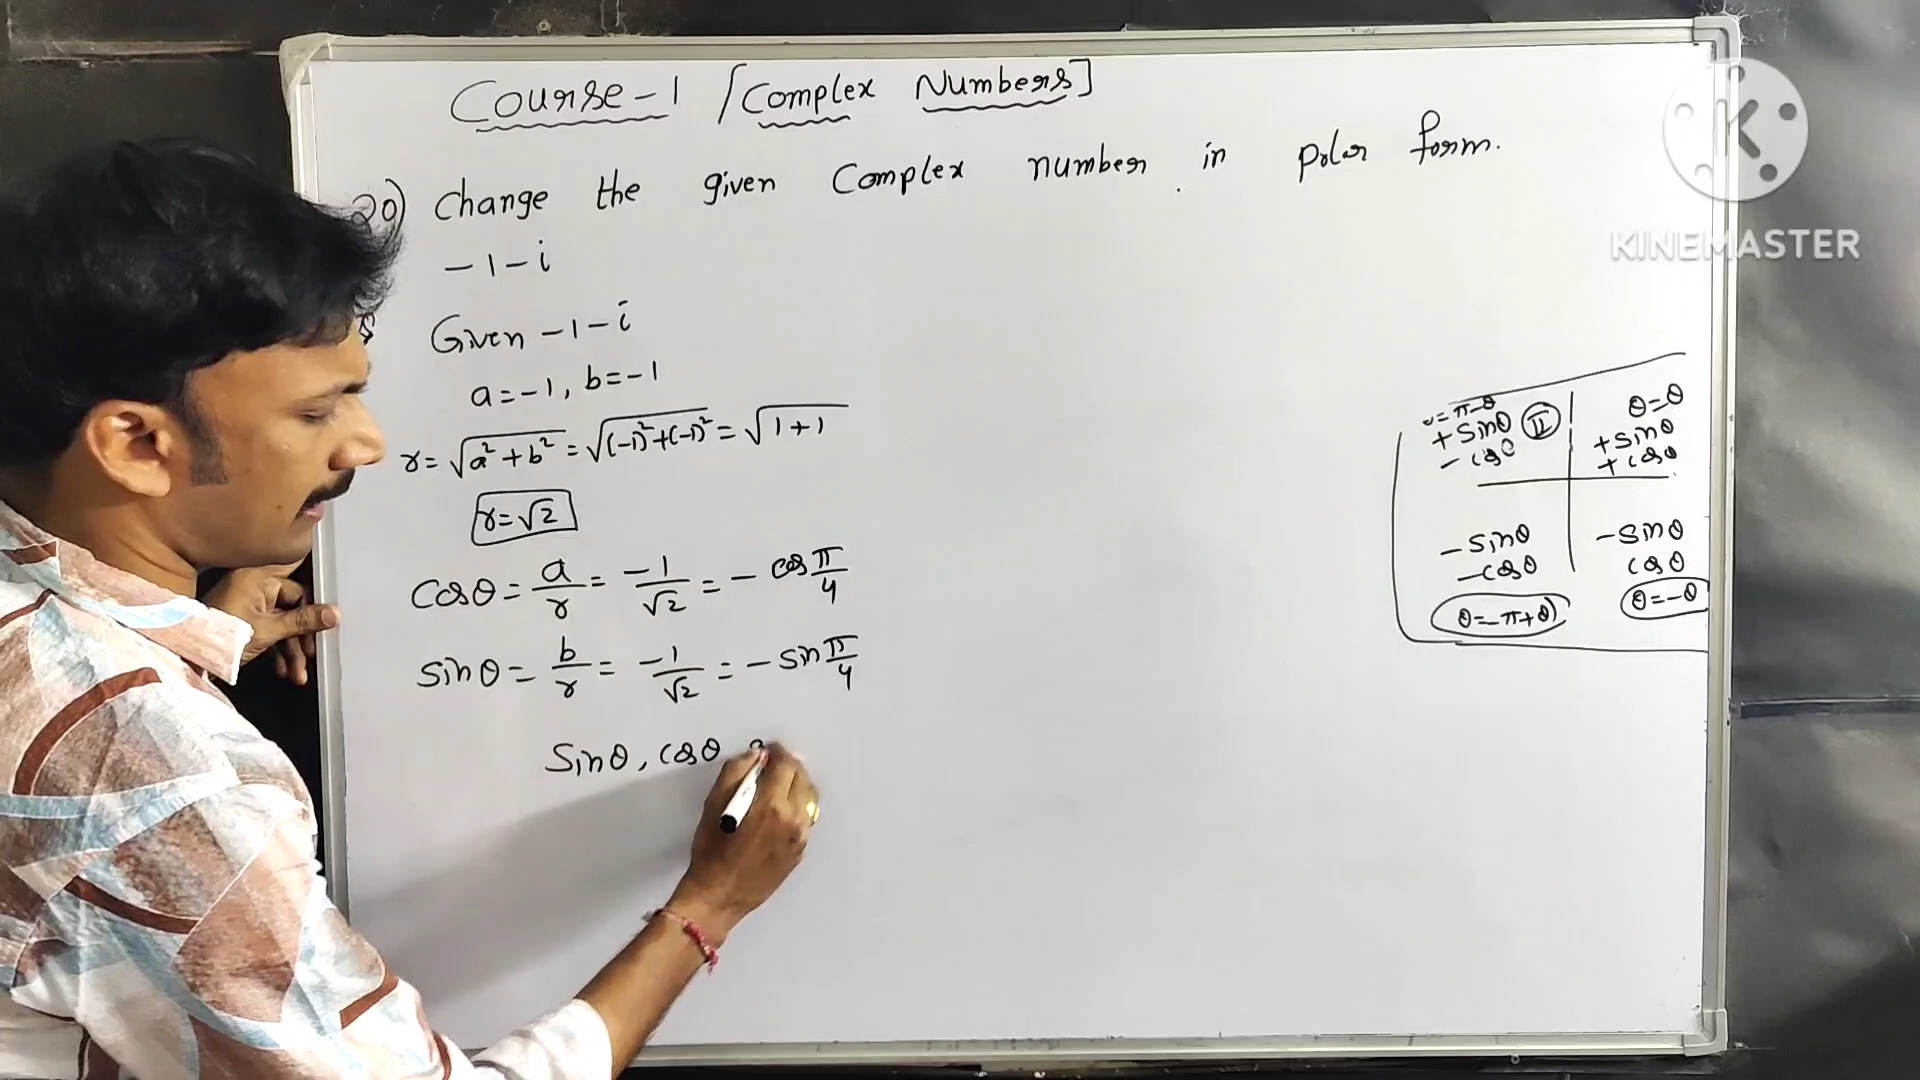 Course-1 [Complex Numbers]
20) Change the given Complex number in polar form.
-1-i
Given -1-i
a=-1, b=-1
r=√a²+b² = √(-1)²+(-1)² = √1+1
r=√2
Cosθ = a/r = -1/√2 = -cos π/4
Sinθ = b/r = -1/√2 = -sin π/4
Sinθ, cosθ
=π-θ
+Sinθ II
-cosθ
θ=θ
+Sinθ
+cosθ
-Sinθ
-cosθ
θ=-π+θ
-Sinθ
cosθ
θ=-θ
K
KINEMASTER